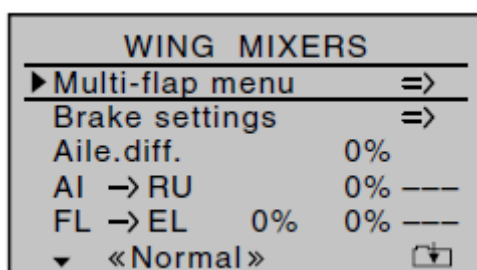 WING MIXERS
Multi-flap menu =>
Brake settings =>
Aile.diff. 0%
AI –> RU 0% –––
FL –> EL 0% 0% –––
«Normal»